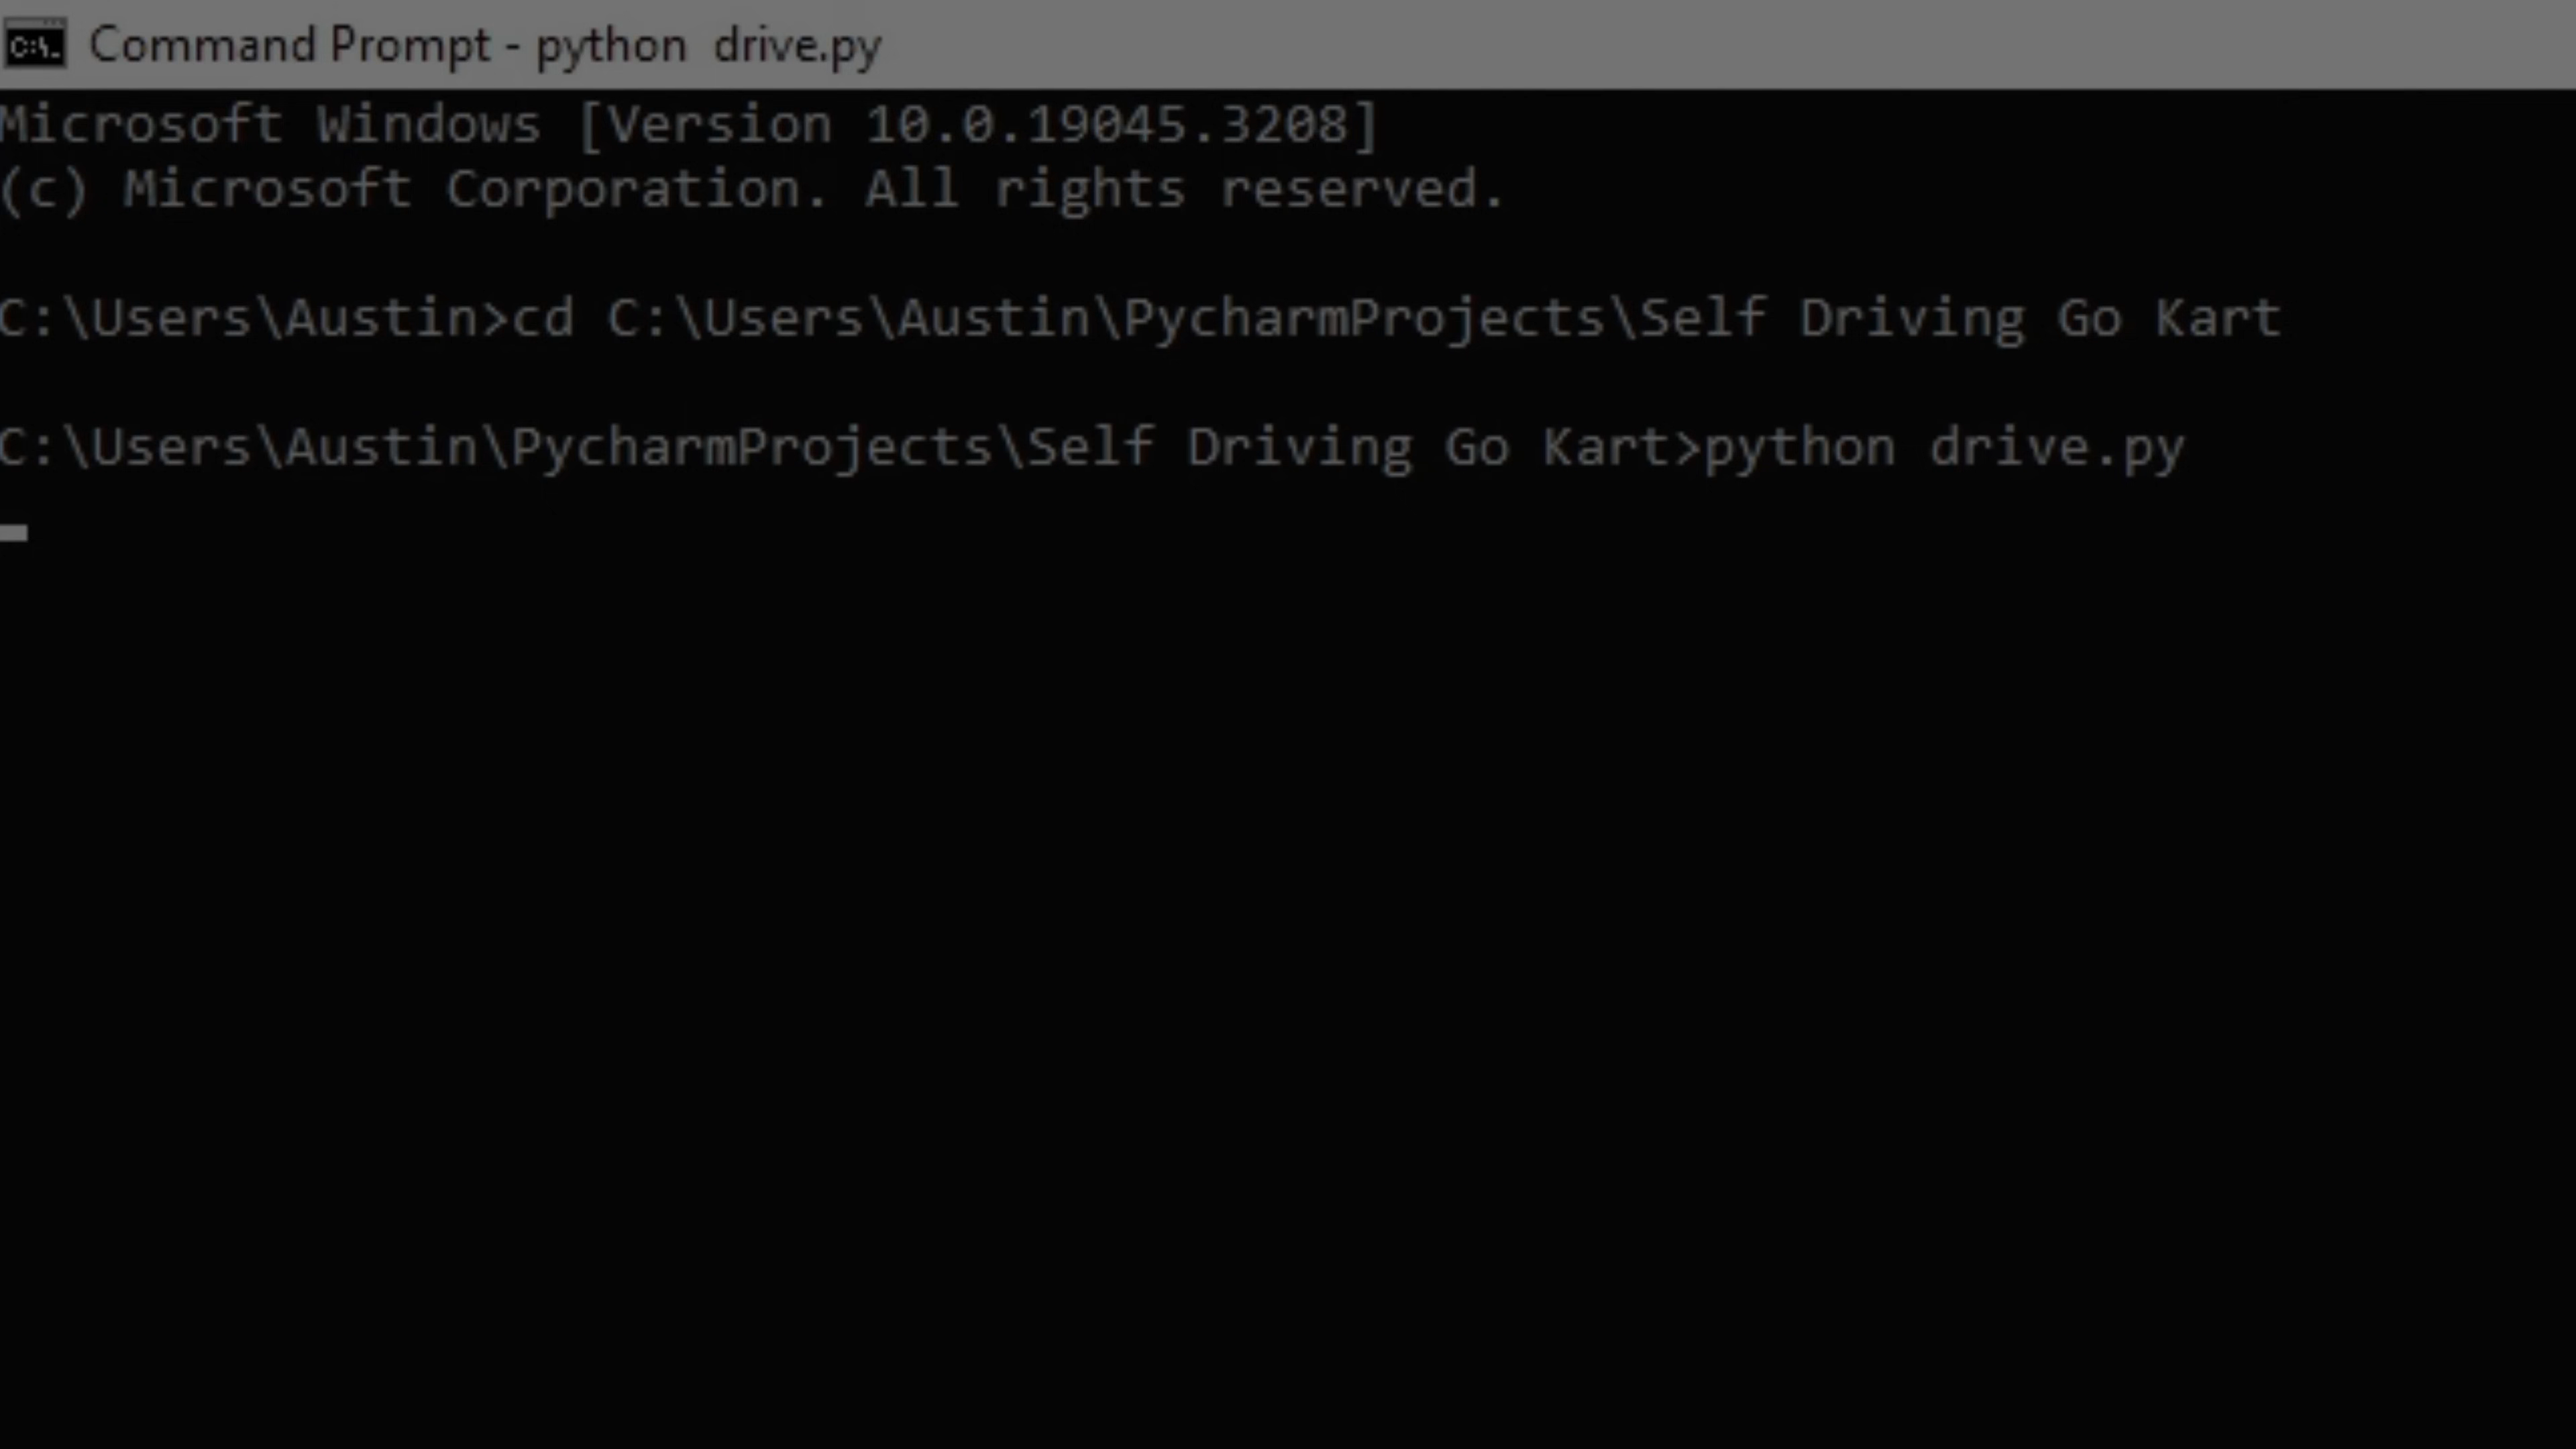 Command Prompt - python  drive.py
Microsoft Windows [Version 10.0.19045.3208]
(c) Microsoft Corporation. All rights reserved.
C:\Users\Austin>cd C:\Users\Austin\PycharmProjects\Self Driving Go Kart
C:\Users\Austin\PycharmProjects\Self Driving Go Kart>python drive.py